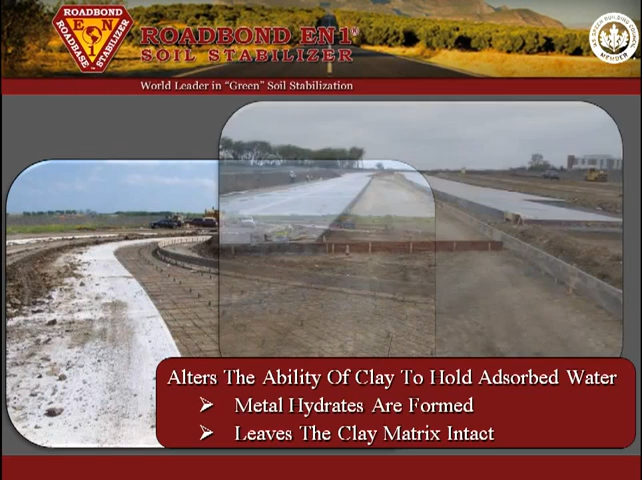 ROADBOND
EN1
ROADBASE STABILIZER
ROADBOND EN1
SOIL STABILIZER
World Leader in “Green” Soil Stabilization
MEMBER
Alters The Ability Of Clay To Hold Adsorbed Water
➢ Metal Hydrates Are Formed
➢ Leaves The Clay Matrix Intact